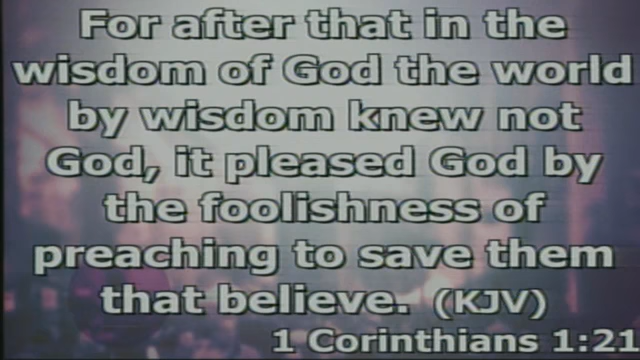 For after that in the
wisdom of God the world
by wisdom knew not
God, it pleased God by
the foolishness of
preaching to save them
that believe. (KJV)
1 Corinthians 1:21